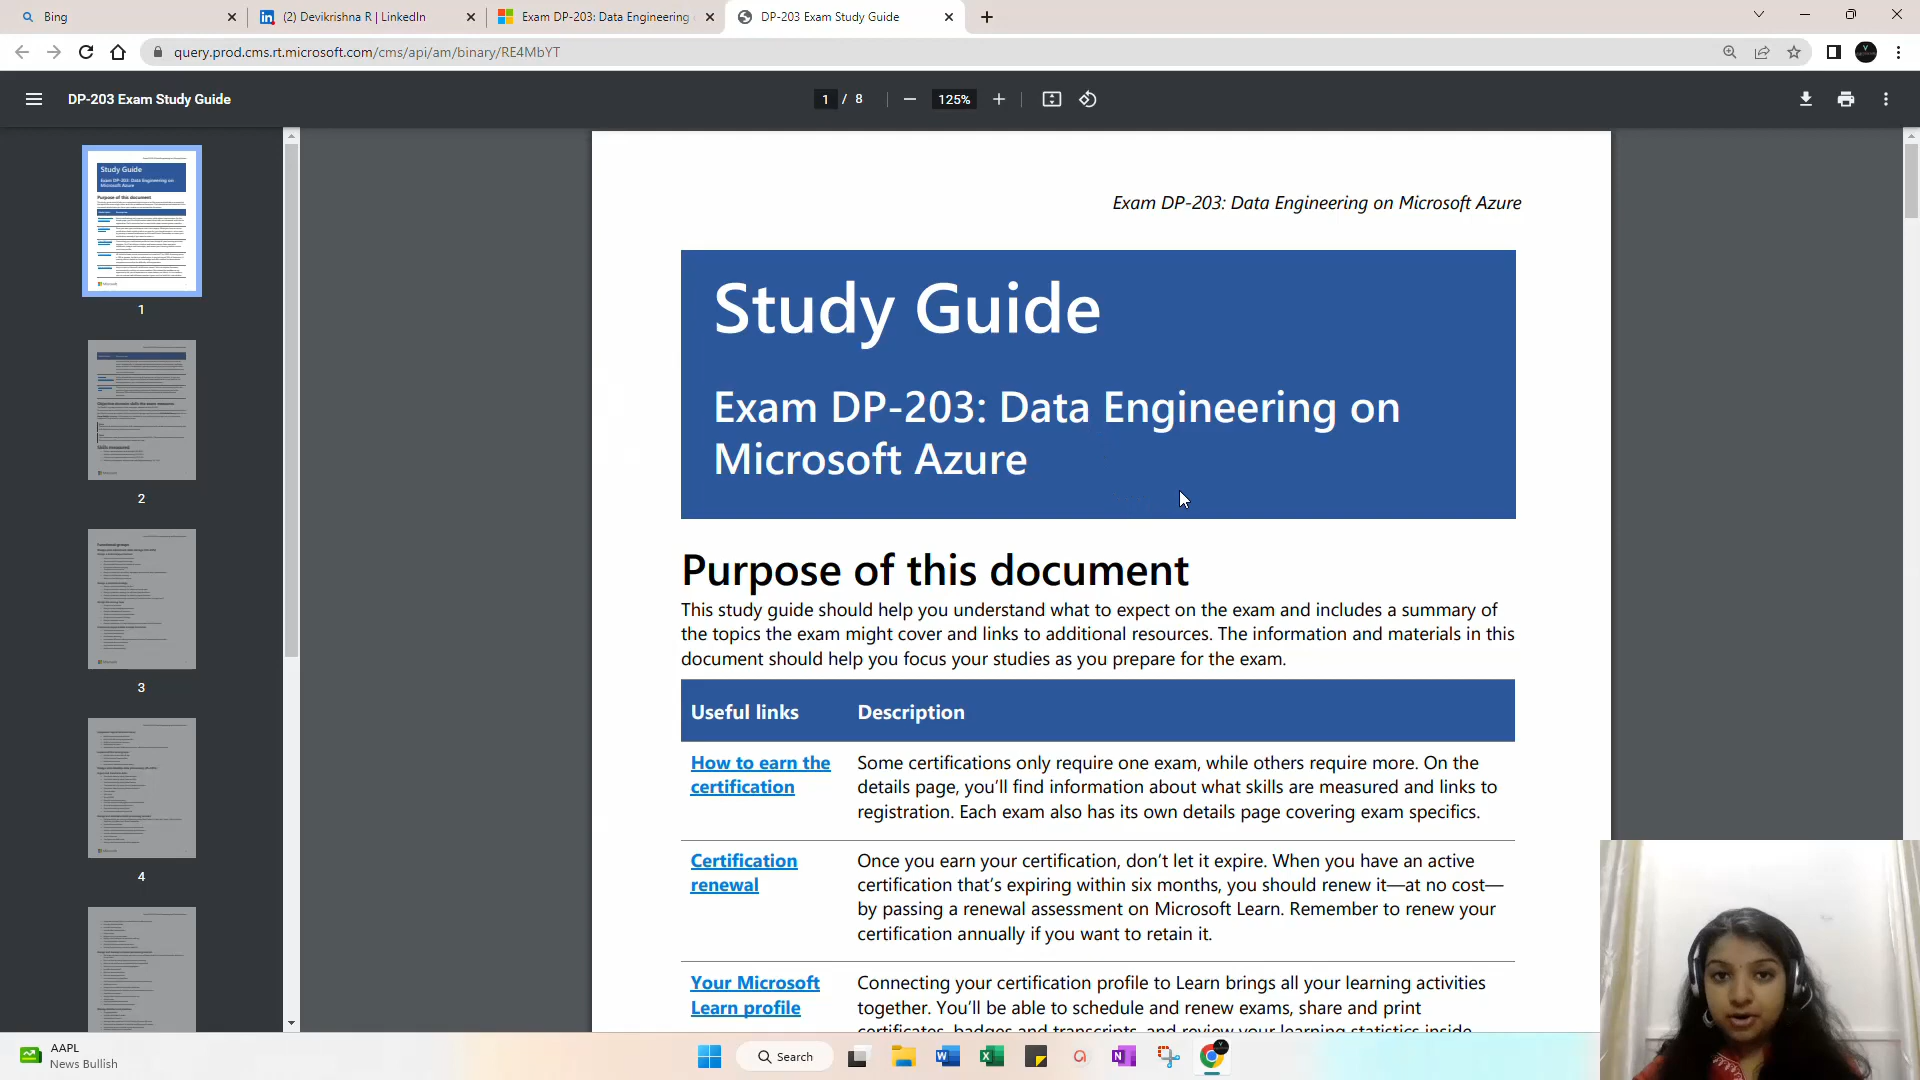 Bing
(2) Devikrishna R | LinkedIn
Exam DP-203: Data Engineering
DP-203 Exam Study Guide
query.prod.cms.rt.microsoft.com/cms/api/am/binary/RE4MbYT
DP-203 Exam Study Guide
1 / 8
125%
1
2
3
4
Exam DP-203: Data Engineering on Microsoft Azure
Study Guide
Exam DP-203: Data Engineering on
Microsoft Azure
Purpose of this document
This study guide should help you understand what to expect on the exam and includes a summary of
the topics the exam might cover and links to additional resources. The information and materials in this
document should help you focus your studies as you prepare for the exam.
Useful links Description
How to earn the
certification
Some certifications only require one exam, while others require more. On the
details page, you'll find information about what skills are measured and links to
registration. Each exam also has its own details page covering exam specifics.
Certification
renewal
Once you earn your certification, don't let it expire. When you have an active
certification that's expiring within six months, you should renew it—at no cost—
by passing a renewal assessment on Microsoft Learn. Remember to renew your
certification annually if you want to retain it.
Your Microsoft
Learn profile
Connecting your certification profile to Learn brings all your learning activities
together. You'll be able to schedule and renew exams, share and print
certificates, badges and transcripts, and review your learning statistics inside
AAPL
News Bullish
Search